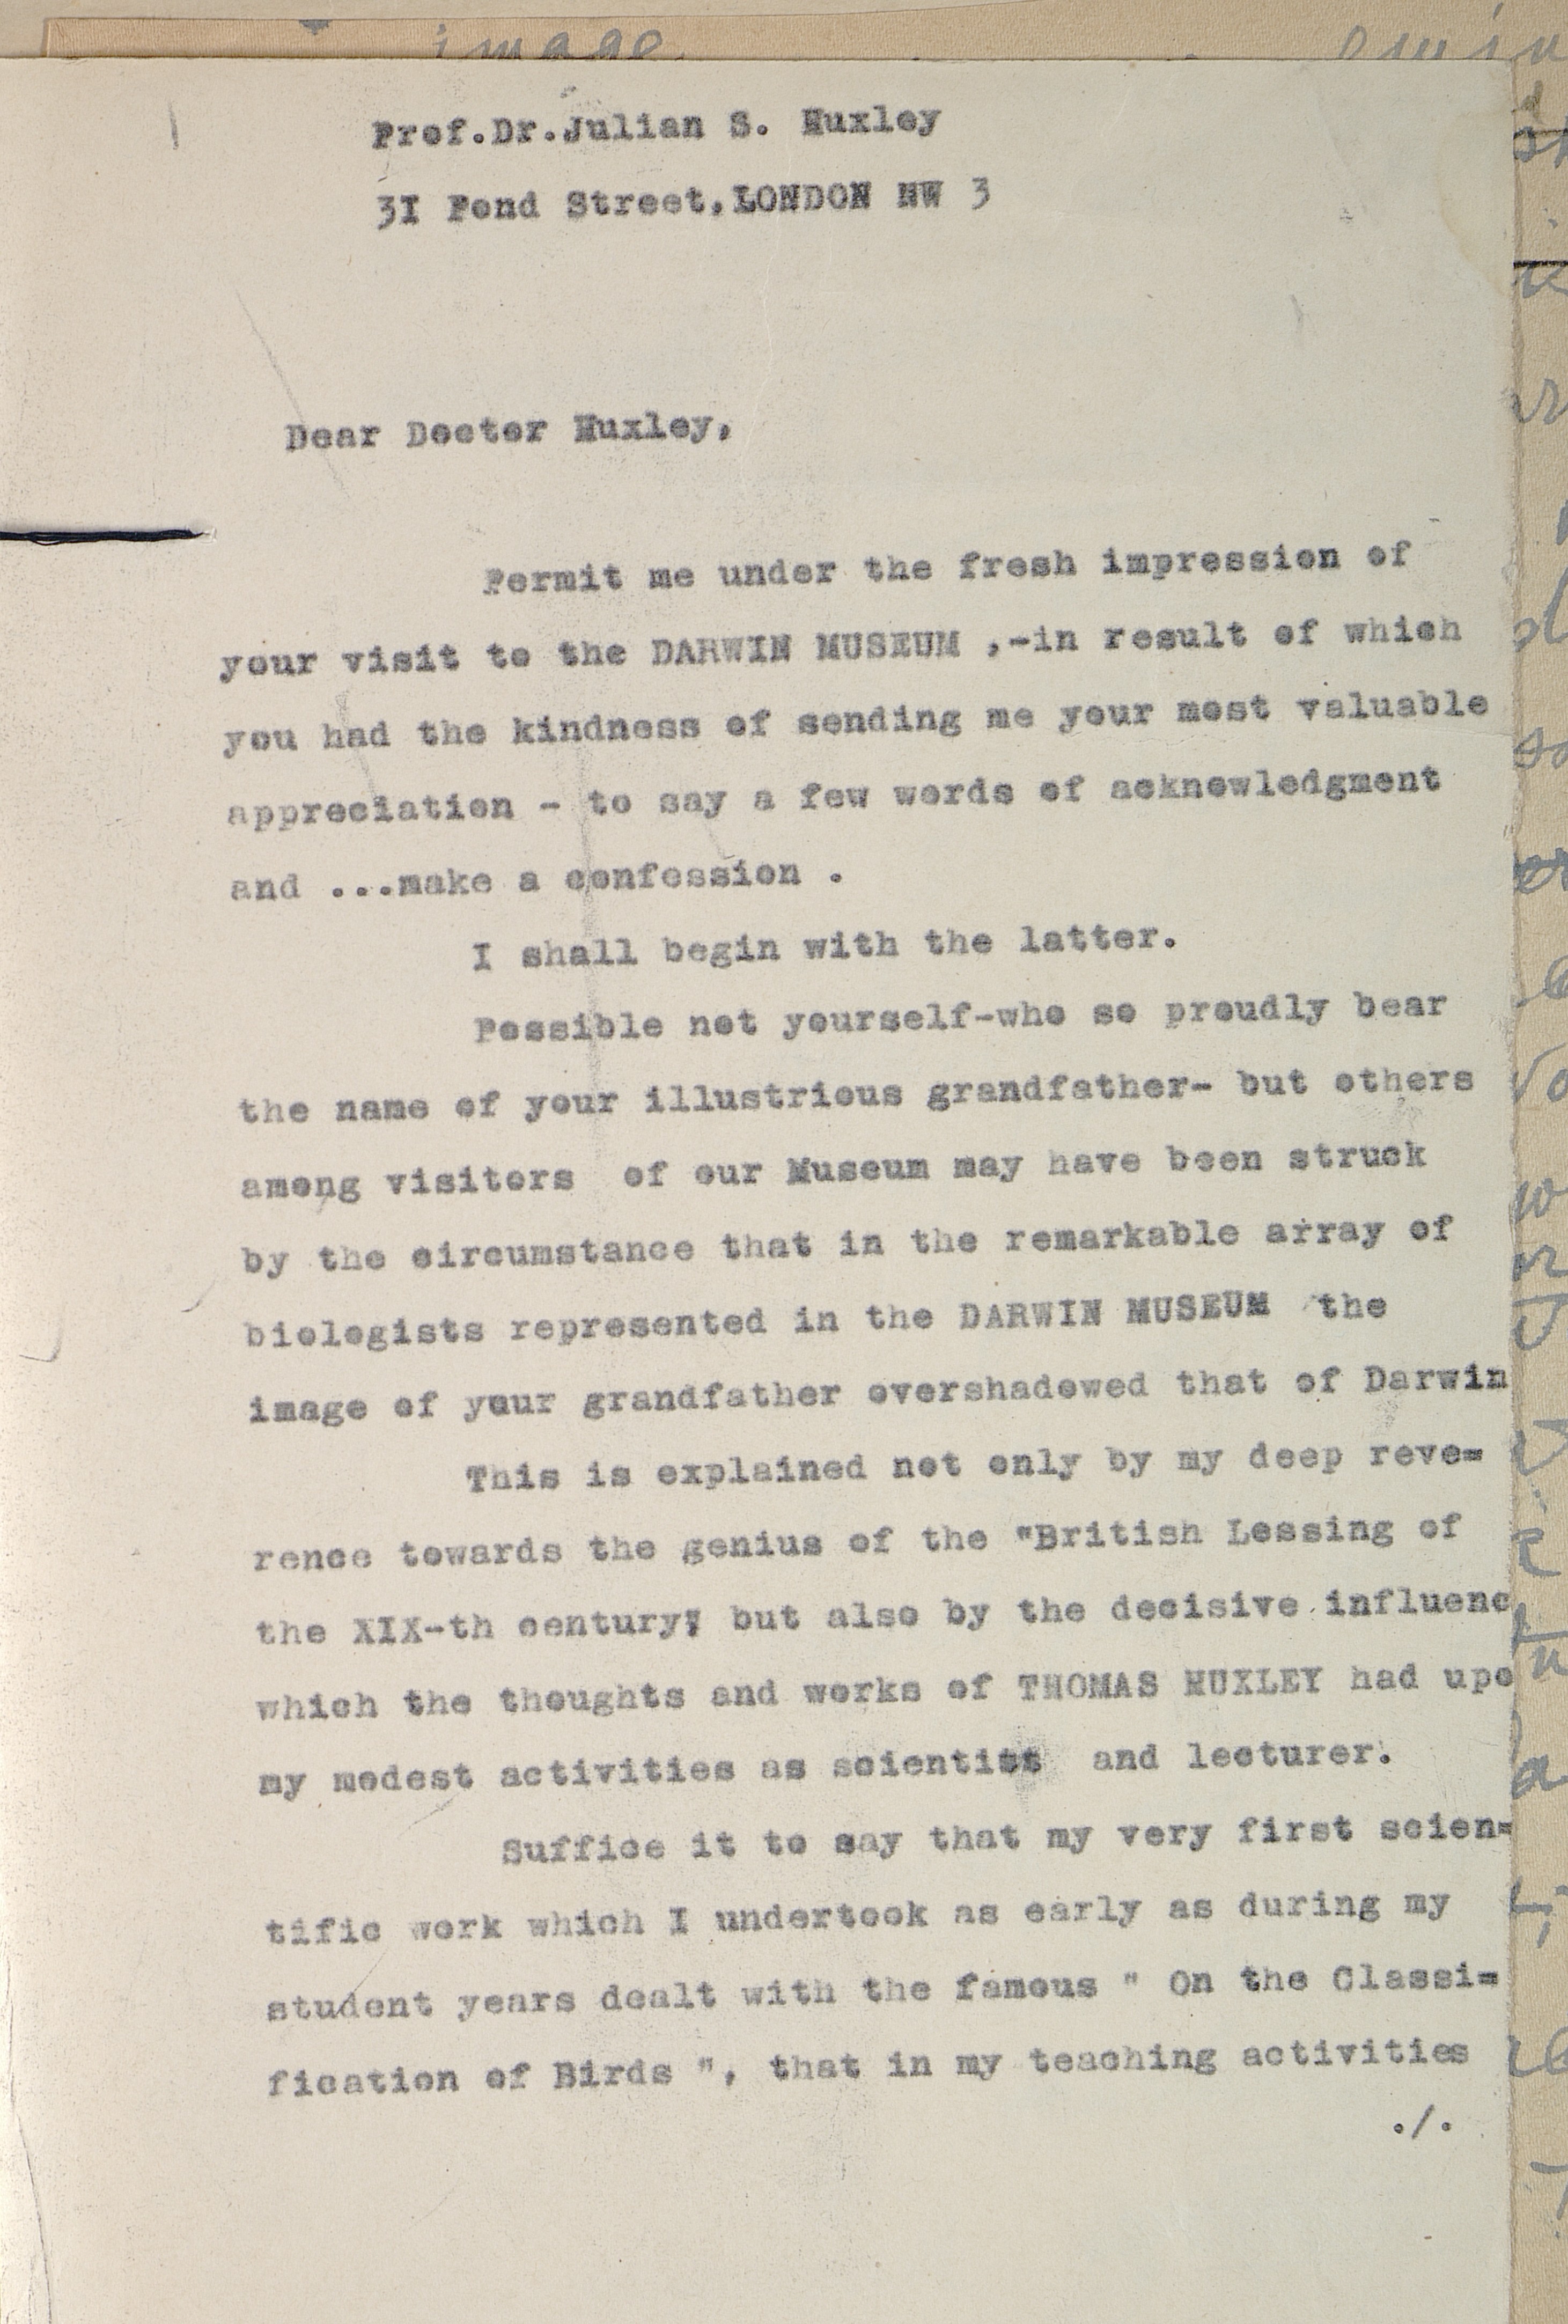 image
Prof.Dr.Julian S. Huxley
3I Pond Street,LONDON NW 3
Dear Doctor Huxley,
Permit me under the fresh impression of
your visit to the DARWIN MUSEUM ,-in result of which
you had the kindness of sending me your most valuable
appreciation - to say a few words of acknowledgment
and ...make a confession .
I shall begin with the latter.
Possible not yourself-who so proudly bear
the name of your illustrious grandfather- but others
among visitors of our Museum may have been struck
by the circumstance that in the remarkable array of
biologists represented in the DARWIN MUSEUM the
image of your grandfather overshadowed that of Darwin
This is explained not only by my deep reve=
rence towards the genius of the "British Lessing of
the XIX-th century; but also by the decisive influenc
which the thoughts and works of THOMAS HUXLEY had upo
my modest activities as scientist and lecturer.
Suffice it to say that my very first scien=
tific work which I undertook as early as during my
student years dealt with the famous " On the Classi=
fication of Birds ", that in my teaching activities
./.